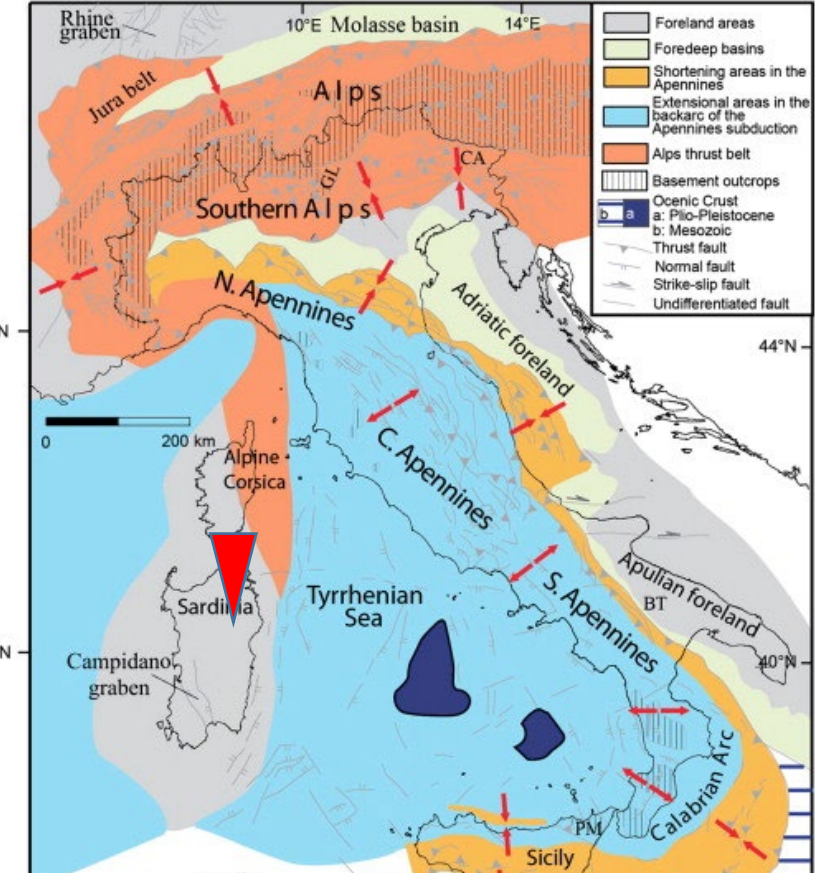 Rhine
graben
10°E
Molasse basin
14°E
Jura belt
Alps
CA
GL
Southern Alps
N. Apennines
Adriatic foreland
N
44°N
0
200 km
C. Apennines
Alpine
Corsica
Sardinia
Tyrrhenian
Sea
S. Apennines
Apulian foreland
BT
N
40°N
Campidano
graben
Calabrian Arc
PM
Sicily
Foreland areas
Foredeep basins
Shortening areas in the
Apennines
Extensional areas in the
backarc of the
Apennines subduction
Alps thrust belt
Basement outcrops
b a
Ocenic Crust
a: Plio-Pleistocene
b: Mesozoic
Thrust fault
Normal fault
Strike-slip fault
Undifferentiated fault